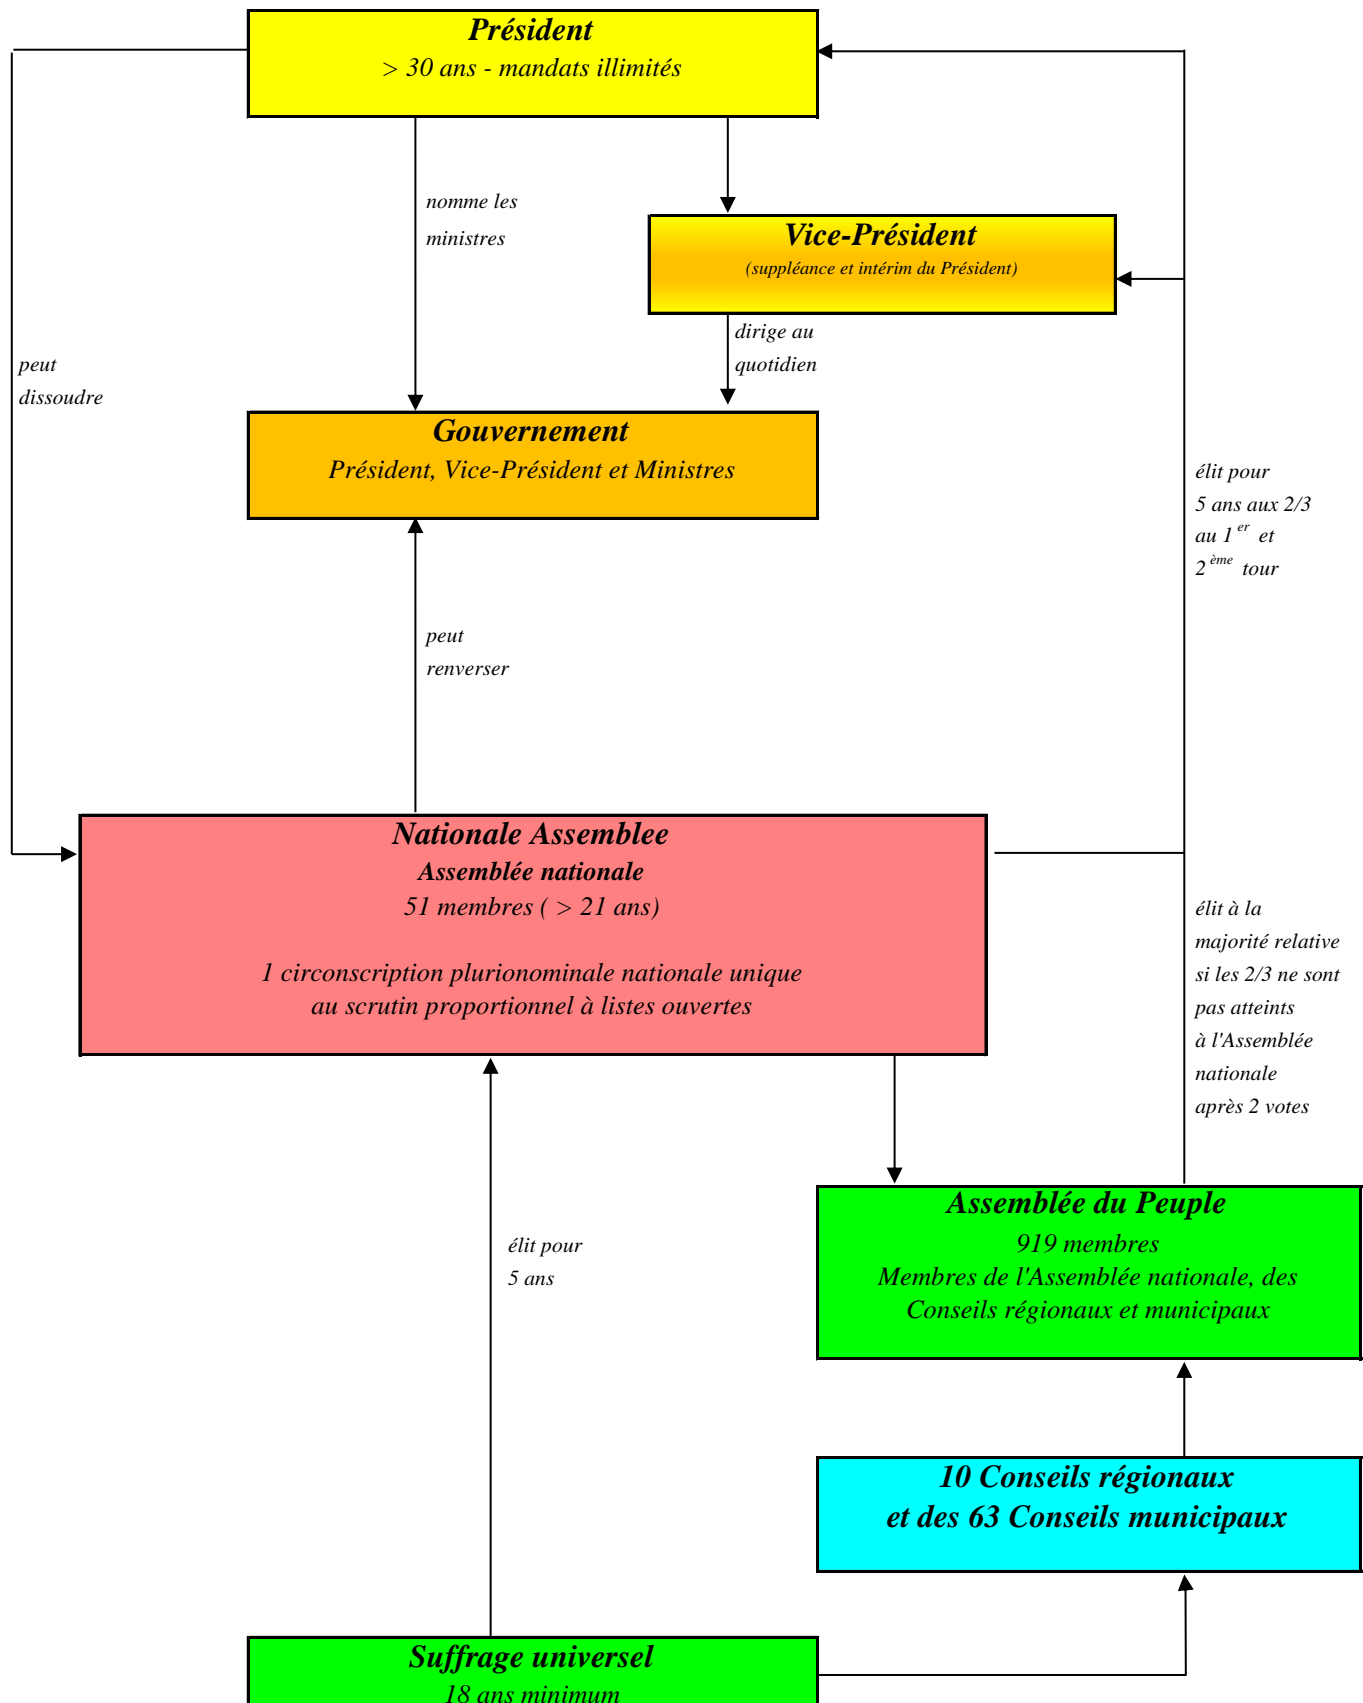 Président
> 30 ans - mandats illimités
nomme les
ministres
Vice-Président
(suppléance et intérim du Président)
dirige au
quotidien
peut
dissoudre
Gouvernement
Président, Vice-Président et Ministres
élit pour
5 ans aux 2/3
au 1er et
2ème tour
peut
renverser
Nationale Assemblee
Assemblée nationale
51 membres ( > 21 ans)
1 circonscription plurionominale nationale unique
au scrutin proportionnel à listes ouvertes
élit à la
majorité relative
si les 2/3 ne sont
pas atteints
à l'Assemblée
nationale
après 2 votes
Assemblée du Peuple
919 membres
Membres de l'Assemblée nationale, des
Conseils régionaux et municipaux
élit pour
5 ans
10 Conseils régionaux
et des 63 Conseils municipaux
Suffrage universel
18 ans minimum